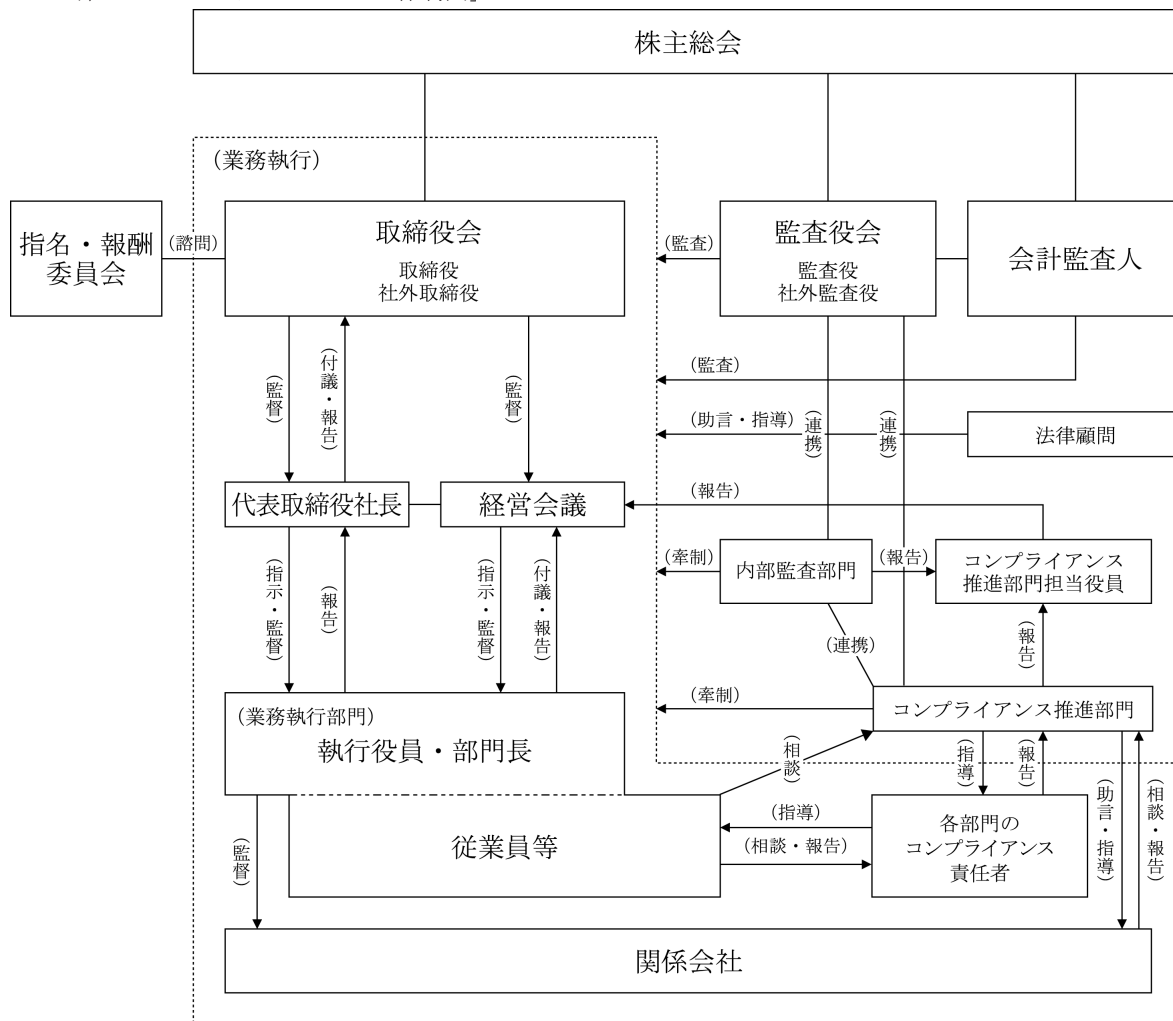 株主総会
(業務執行)
指名・報酬
委員会
(諮問)
取締役会
取締役
社外取締役
(監査)
監査役会
監査役
社外監査役
会計監査人
(監督)
(付議・報告)
(監督)
(監査)
(助言・指導)
(連携)
(連携)
法律顧問
代表取締役社長
経営会議
(報告)
(指示・監督)
(報告)
(指示・監督)
(付議・報告)
(牽制)
内部監査部門
(報告)
コンプライアンス
推進部門担当役員
(連携)
(報告)
(牽制)
コンプライアンス推進部門
(業務執行部門)
執行役員・部門長
(相談)
(指導)
(報告)
(助言・指導)
(相談・報告)
(監督)
従業員等
(指導)
(相談・報告)
各部門の
コンプライアンス
責任者
関係会社